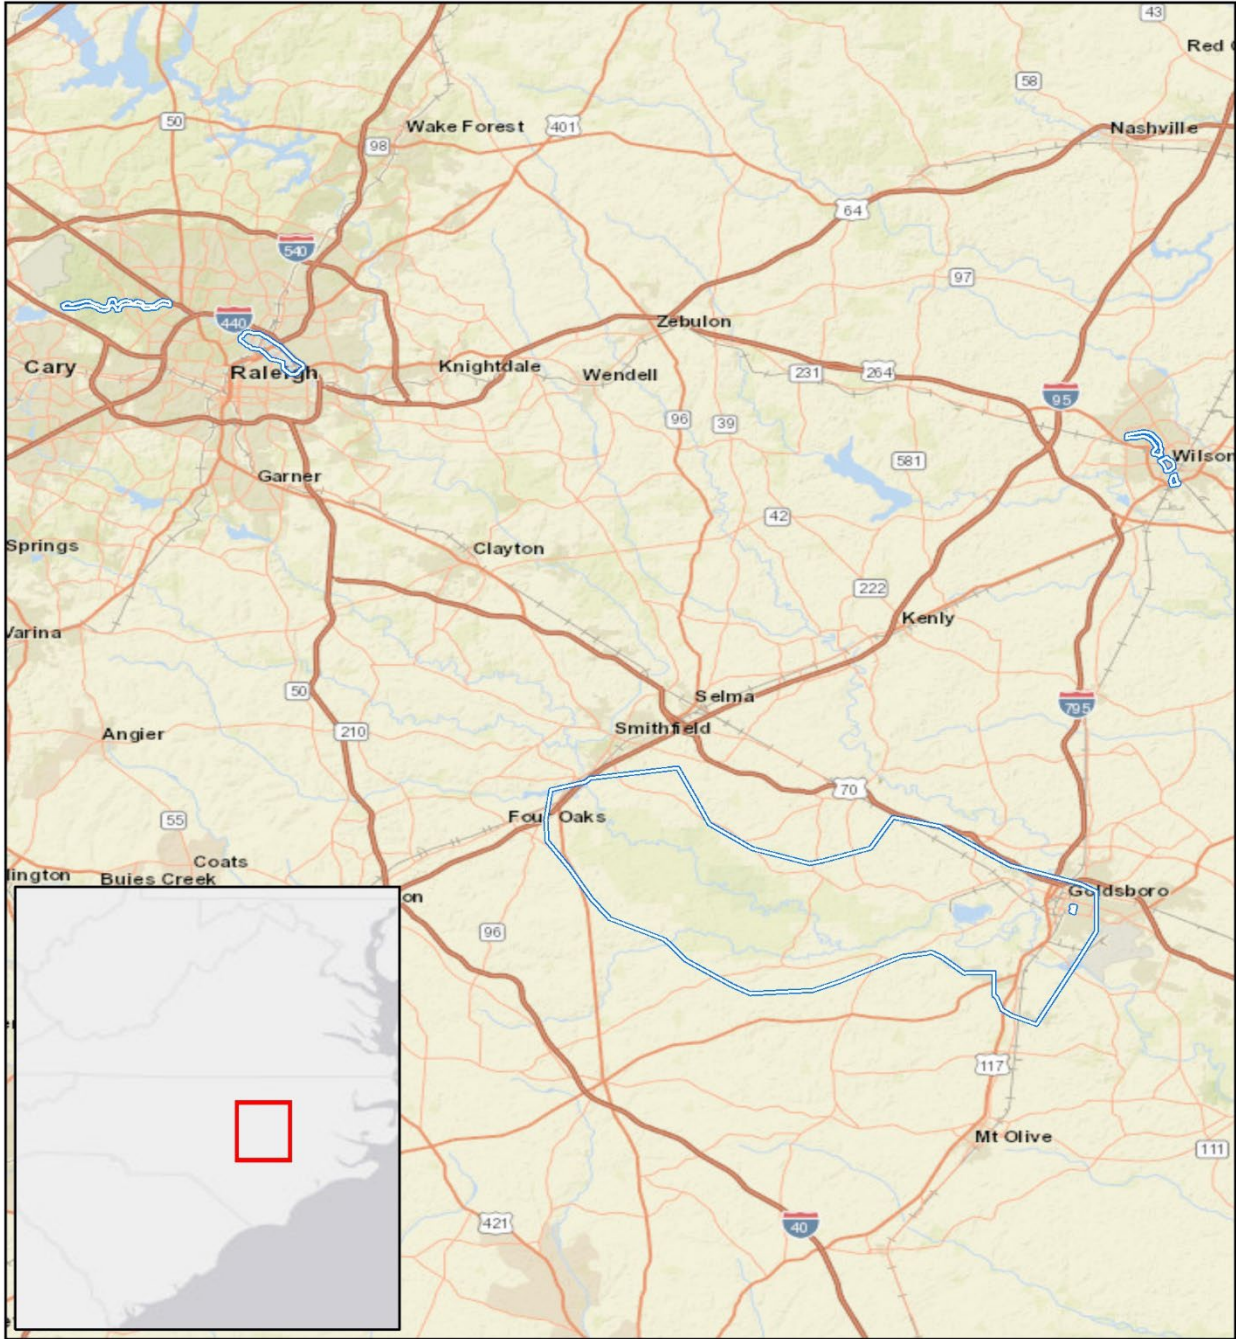 43
Red
58
50
Wake Forest
401
Nashville
98
64
540
97
440
Zebulon
Cary
Raleigh
Knightdale
Wendell
231
264
95
96
39
Wilson
581
Garner
42
Springs
Clayton
222
Kenly
Varina
50
Selma
795
Smithfield
210
Angier
70
Four Oaks
55
Coats
lington
Buies Creek
Goldsboro
on
96
117
Mt Olive
111
421
40